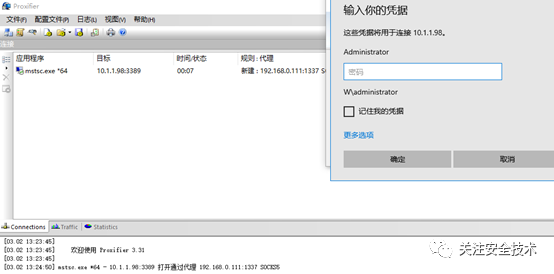 Proxifier
文件(F) 配置文件(P) 日志(L) 视图(V) 帮助(H)
应用程序 目标 时间/状态 规则 : 代理
mstsc.exe *64 10.1.1.98:3389 00:07 新建 : 192.168.0.111:1337 S
输入你的凭据
这些凭据将用于连接 10.1.1.98。
Administrator
密码
W\administrator
记住我的凭据
更多选项
确定 取消
Connections Traffic Statistics
[03.02 13:23:45]
[03.02 13:23:45] 欢迎使用 Proxifier 3.31
[03.02 13:23:45]
[03.02 13:24:50] mstsc.exe *64 - 10.1.1.98:3389 打开通过代理 192.168.0.111:1337 SOCKS5
关注安全技术